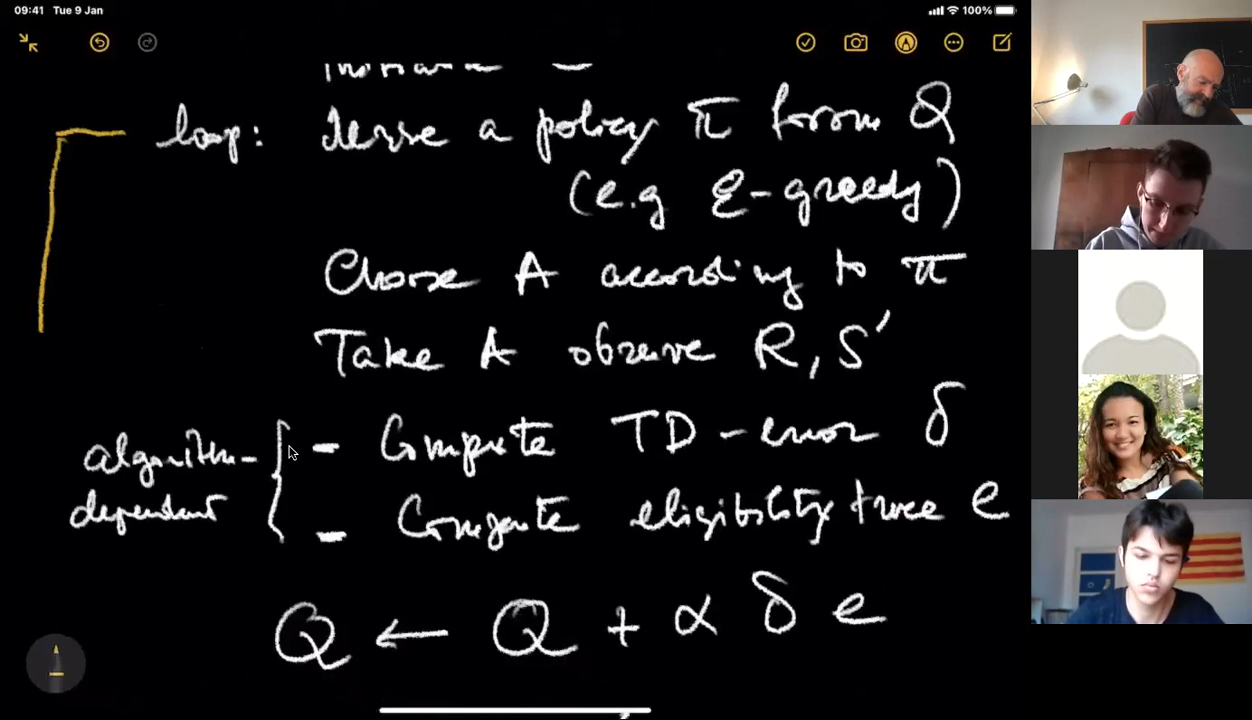 09:41 Tue 9 Jan 100%
loop: derive a policy π from Q
(e.g ε-greedy)
Choose A according to π
Take A observe R, S'
algorithm-dependent { - Compute TD-error δ
- Compute eligibility trace e
Q ← Q + α δ e